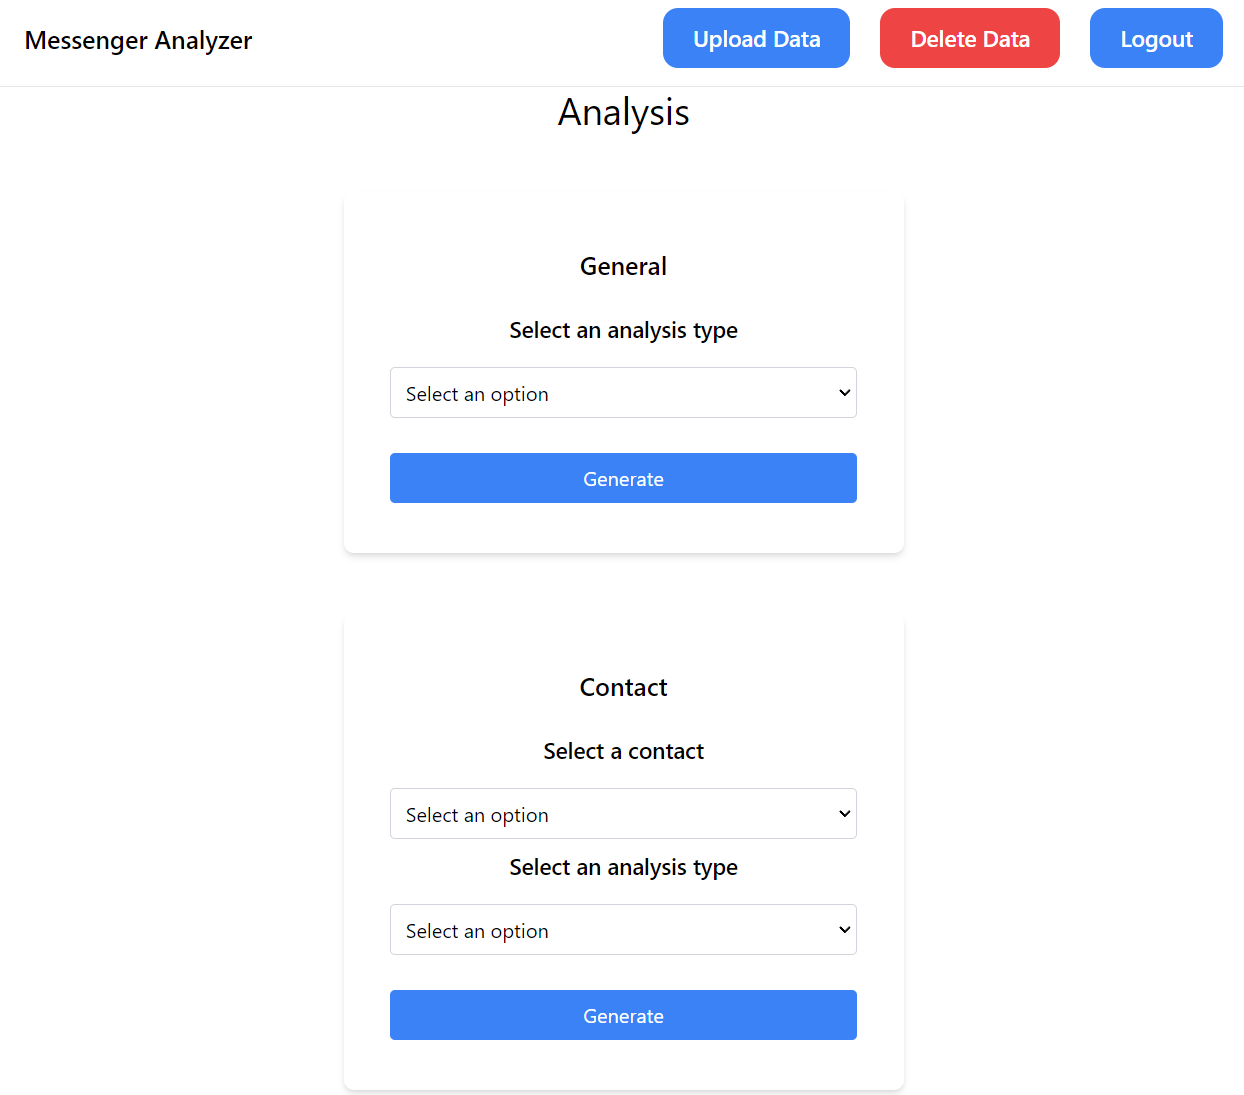 Messenger Analyzer
Upload Data
Delete Data
Logout
Analysis
General
Select an analysis type
Select an option
Generate
Contact
Select a contact
Select an option
Select an analysis type
Select an option
Generate